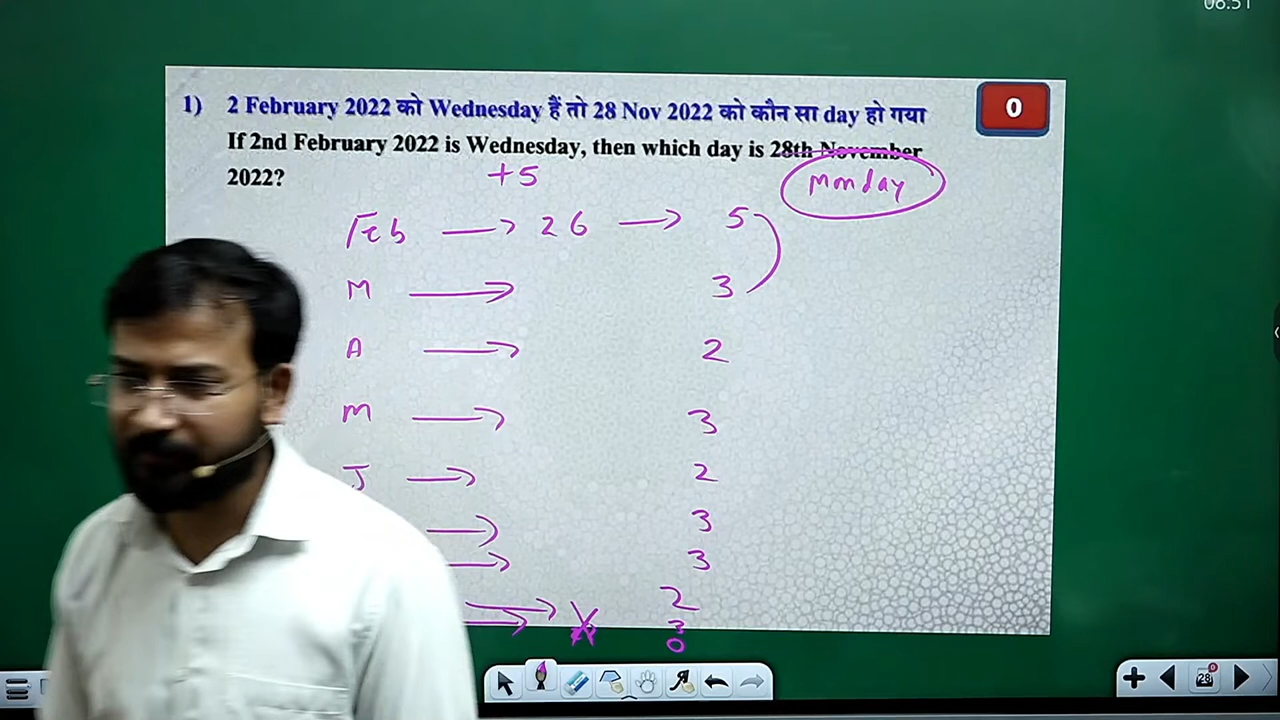 08:51
1) 2 February 2022 को Wednesday हैं तो 28 Nov 2022 को कौन सा day हो गया
0
If 2nd February 2022 is Wednesday, then which day is 28th November
2022?
+5
Monday
Feb → 26 → 5
M → 3
A → 2
M → 3
J → 2
→ 3
→ 3
→ 2
→ 3
0
28